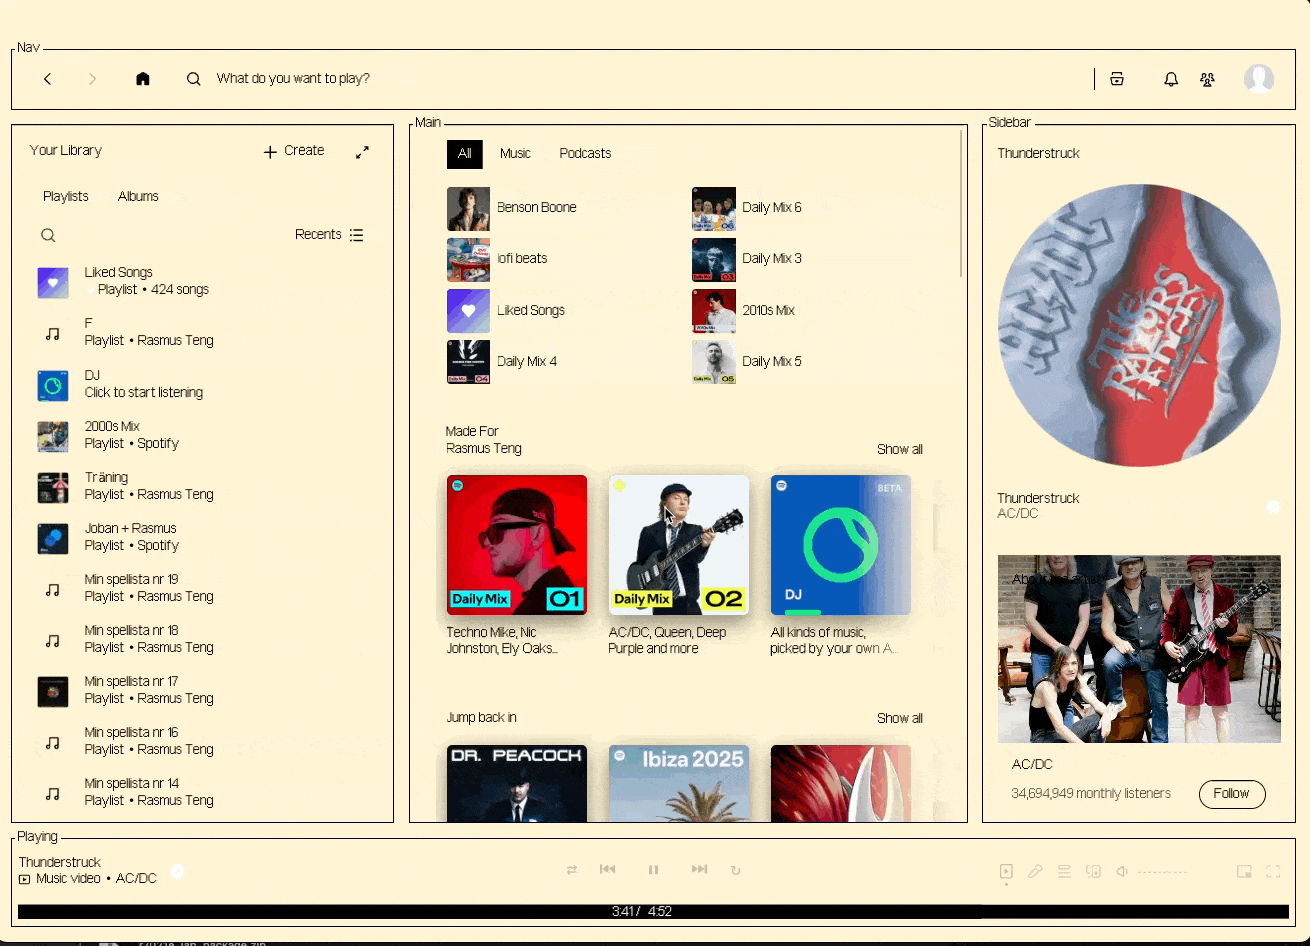 Nav
What do you want to play?
Your Library
Create
Playlists
Albums
Recents
Liked Songs
Playlist • 424 songs
F
Playlist • Rasmus Teng
DJ
Click to start listening
2000s Mix
Playlist • Spotify
Träning
Playlist • Rasmus Teng
Joban + Rasmus
Playlist • Spotify
Min spellista nr 19
Playlist • Rasmus Teng
Min spellista nr 18
Playlist • Rasmus Teng
Min spellista nr 17
Playlist • Rasmus Teng
Min spellista nr 16
Playlist • Rasmus Teng
Min spellista nr 14
Playlist • Rasmus Teng
Main
All
Music
Podcasts
Benson Boone
Daily Mix 6
lofi beats
Daily Mix 3
Liked Songs
2010s Mix
Daily Mix 4
Daily Mix 5
Made For
Rasmus Teng
Show all
Daily Mix 01
Daily Mix 02
BETA
DJ
Techno Mike, Nic
Johnston, Ely Oaks...
AC/DC, Queen, Deep
Purple and more
All kinds of music,
picked by your own A...
Jump back in
Show all
DR. PEACOCK
Ibiza 2025
Sidebar
Thunderstruck
AC/DC
THE RAZORS EDGE
Thunderstruck
AC/DC
About the artist
AC/DC
34,694,949 monthly listeners
Follow
Playing
Thunderstruck
Music video • AC/DC
3:41 / 4:52